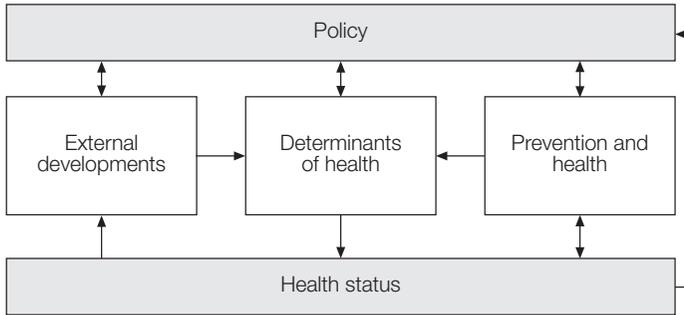 Policy
External
developments
Determinants
of health
Prevention and
health
Health status